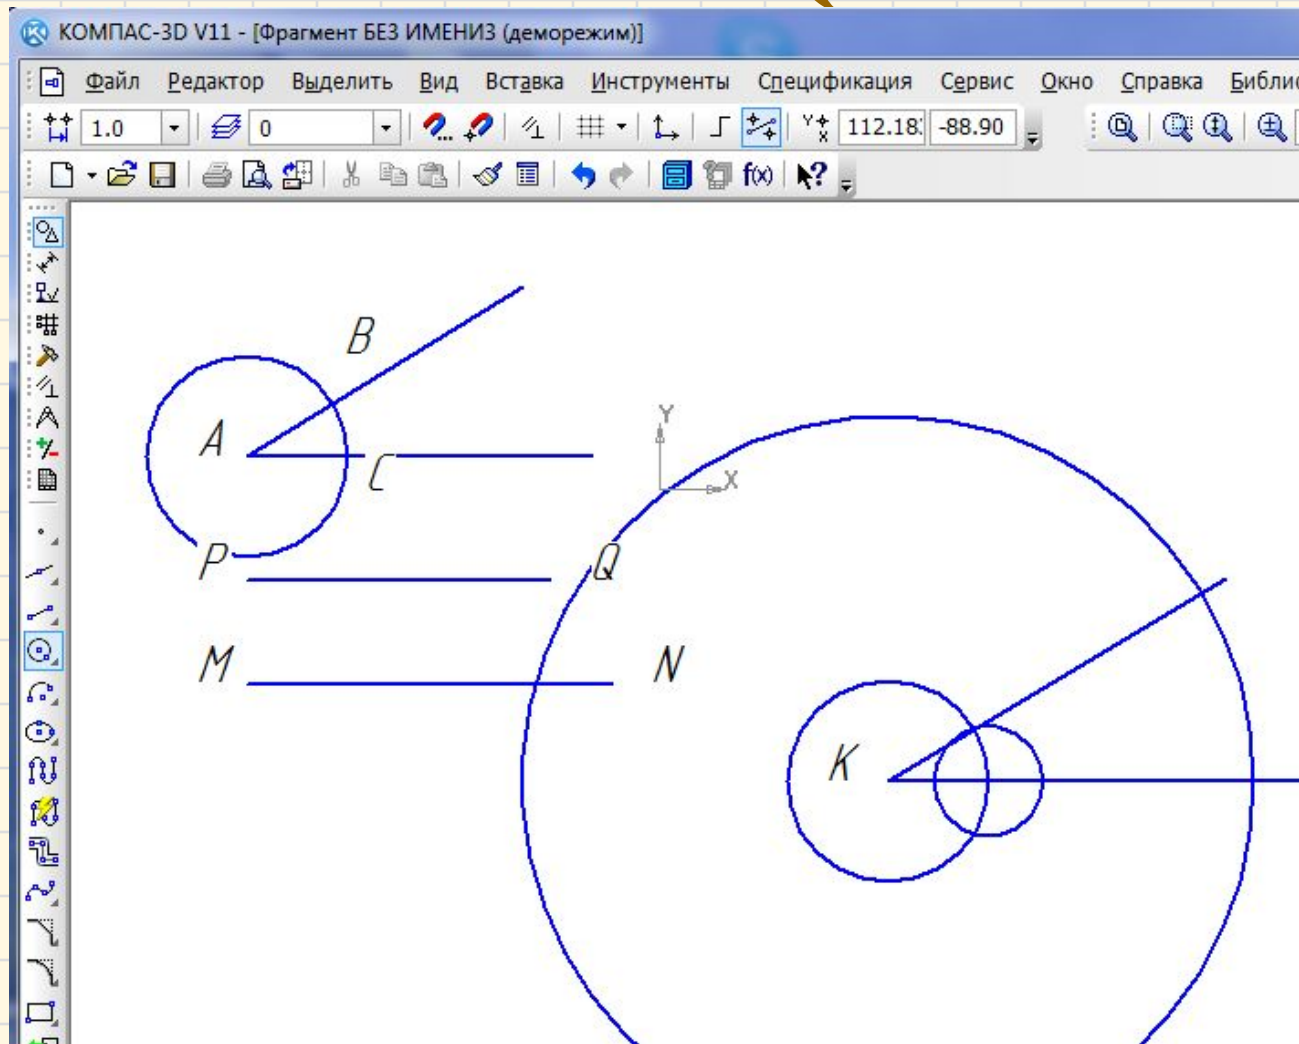 КОМПАС-3D V11 - [Фрагмент БЕЗ ИМЕНИ3 (деморежим)]
Файл Редактор Выделить Вид Вставка Инструменты Спецификация Сервис Окно Справка Библи
1.0 0 112.18 -88.90
f(x)
B
A
C
Y
X
P
Q
M
N
K